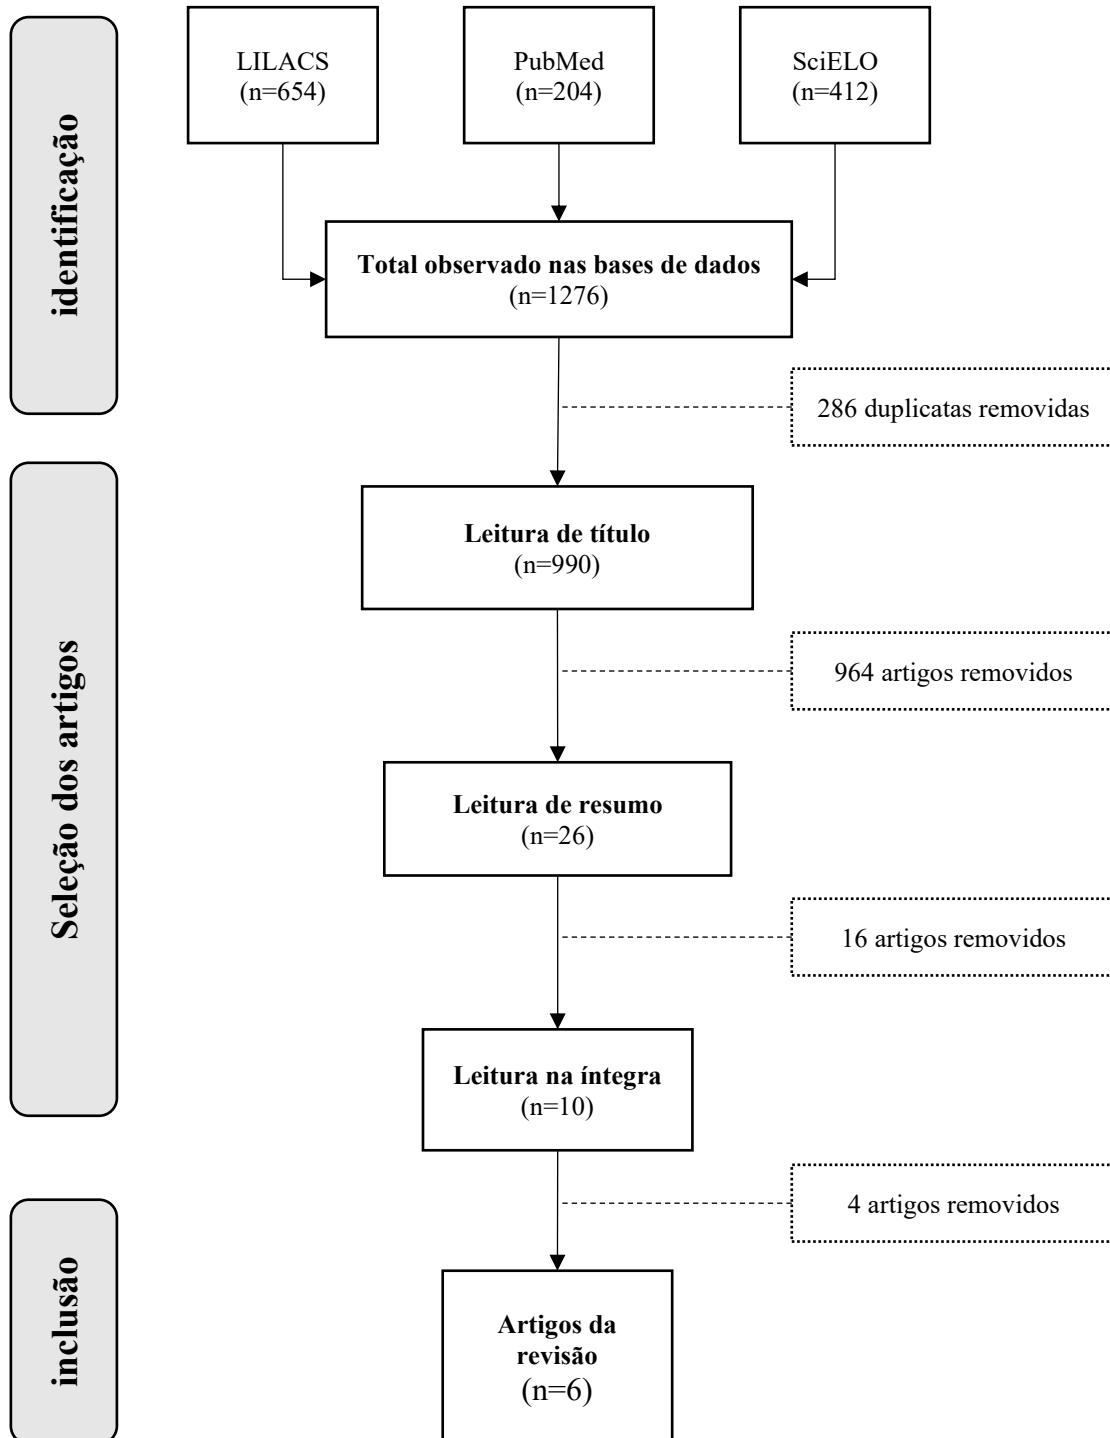 identificação
LILACS
(n=654)
PubMed
(n=204)
SciELO
(n=412)
Total observado nas bases de dados
(n=1276)
286 duplicatas removidas
Seleção dos artigos
Leitura de título
(n=990)
964 artigos removidos
Leitura de resumo
(n=26)
16 artigos removidos
Leitura na íntegra
(n=10)
4 artigos removidos
inclusão
Artigos da
revisão
(n=6)